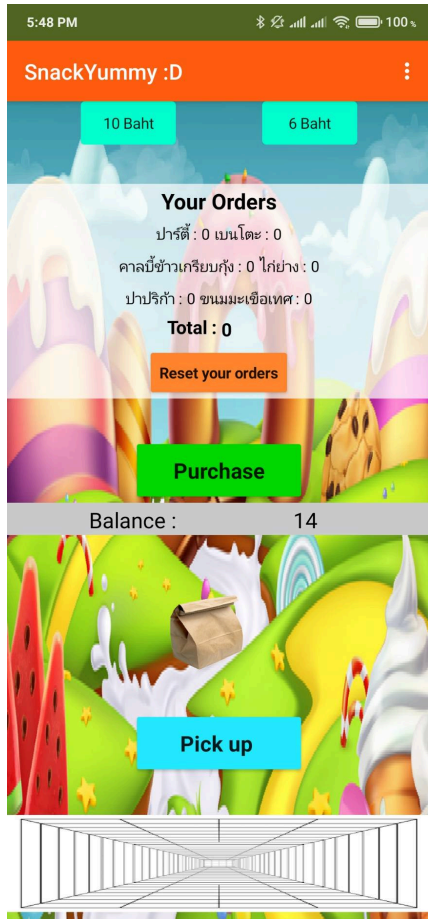 5:48 PM 100 %
SnackYummy :D
10 Baht 6 Baht
Your Orders
ปาร์ตี้ : 0 เบนโตะ : 0
คาลบี้ข้าวเกรียบกุ้ง : 0 ไก่ย่าง : 0
ปาปริก้า : 0 ขนมมะเขือเทศ : 0
Total : 0
Reset your orders
Purchase
Balance : 14
Pick up